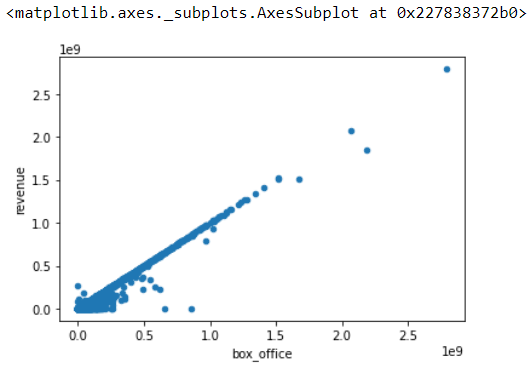 <matplotlib.axes._subplots.AxesSubplot at 0x227838372b0>
1e9
2.5
2.0
1.5
1.0
0.5
0.0
revenue
0.0 0.5 1.0 1.5 2.0 2.5
1e9
box_office